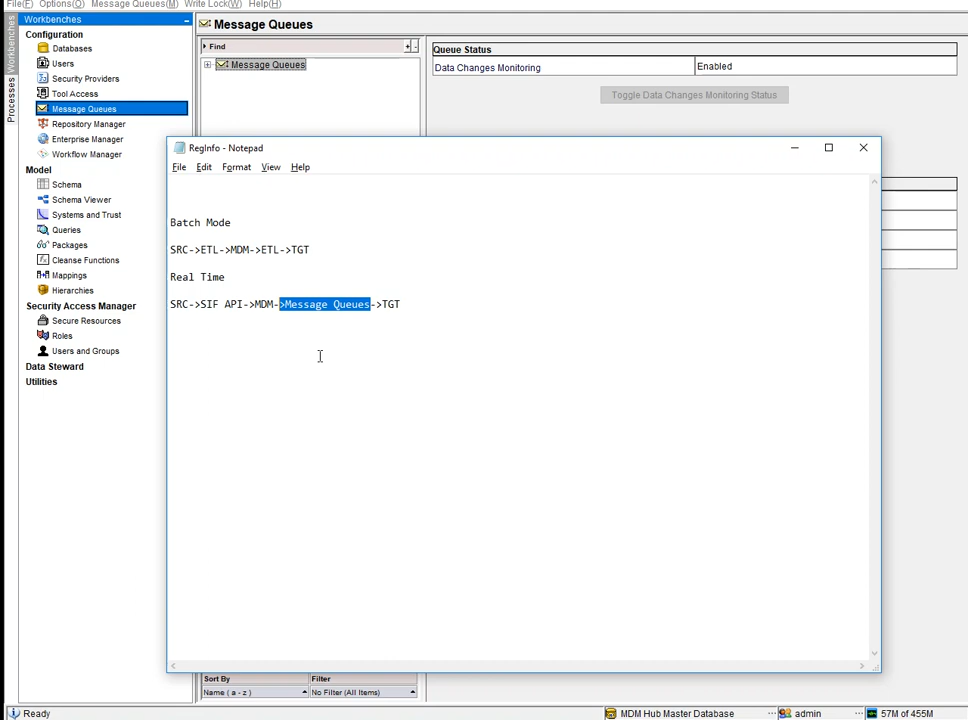 File(F) Options(O) Message Queues(M) Write Lock(W) Help(H)
Processes Workbenches
Workbenches
Configuration
Databases
Users
Security Providers
Tool Access
Message Queues
Repository Manager
Enterprise Manager
Workflow Manager
Model
Schema
Schema Viewer
Systems and Trust
Queries
Packages
Cleanse Functions
Mappings
Hierarchies
Security Access Manager
Secure Resources
Roles
Users and Groups
Data Steward
Utilities
Message Queues
Find
Message Queues
Queue Status
Data Changes Monitoring Enabled
Toggle Data Changes Monitoring Status
RegInfo - Notepad
File Edit Format View Help
Batch Mode
SRC->ETL->MDM->ETL->TGT
Real Time
SRC->SIF API->MDM->Message Queues->TGT
Sort By Filter
Name ( a - z ) No Filter (All Items)
Ready MDM Hub Master Database admin 57M of 455M